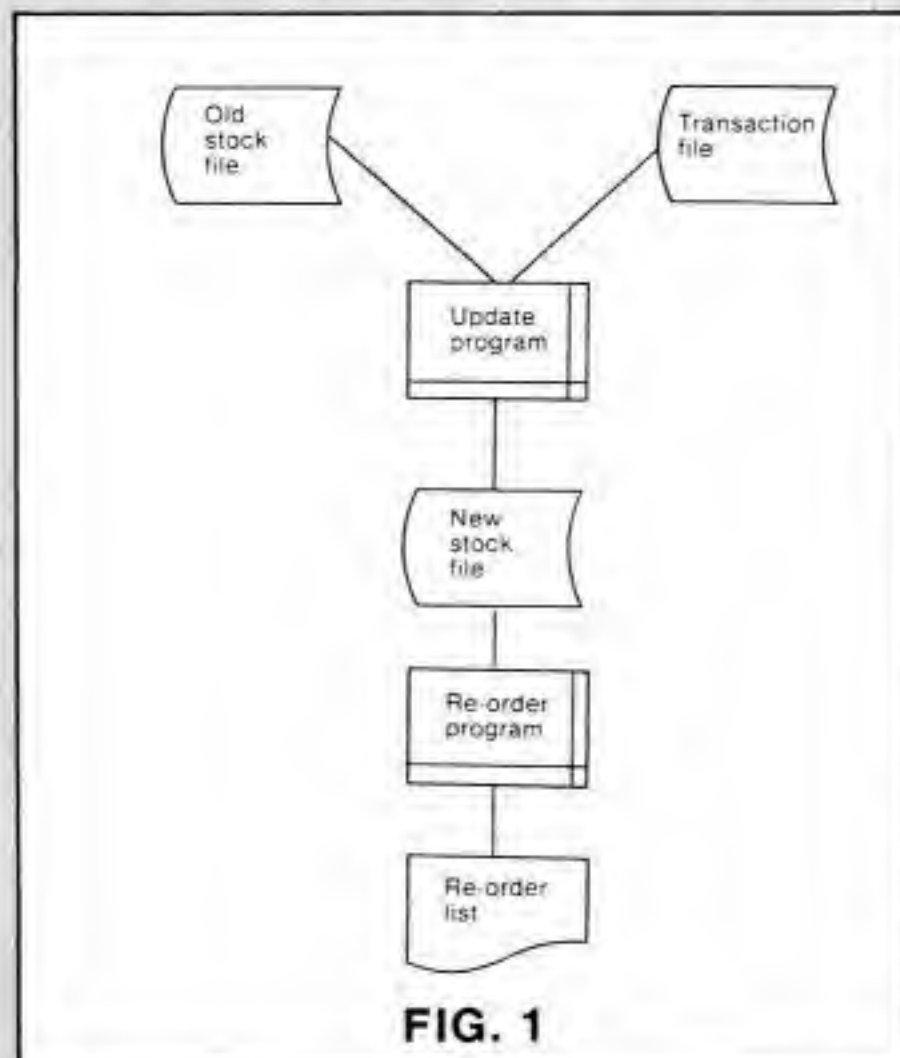 Old
stock
file
Transaction
file
Update
program
New
stock
file
Re-order
program
Re-order
list
FIG. 1